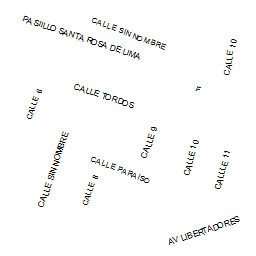 CALLE SIN NOMBRE
PASIILLO SANTA ROSA DE LIMA
CALLE 10
CALLE TORDOS
F
CALLE 6
CALLE 9
CALLE SIN NOMBRE
CALLE 10
CALLE PARAISO
CALLE 11
CALLE 8
AV LIBERTADORES